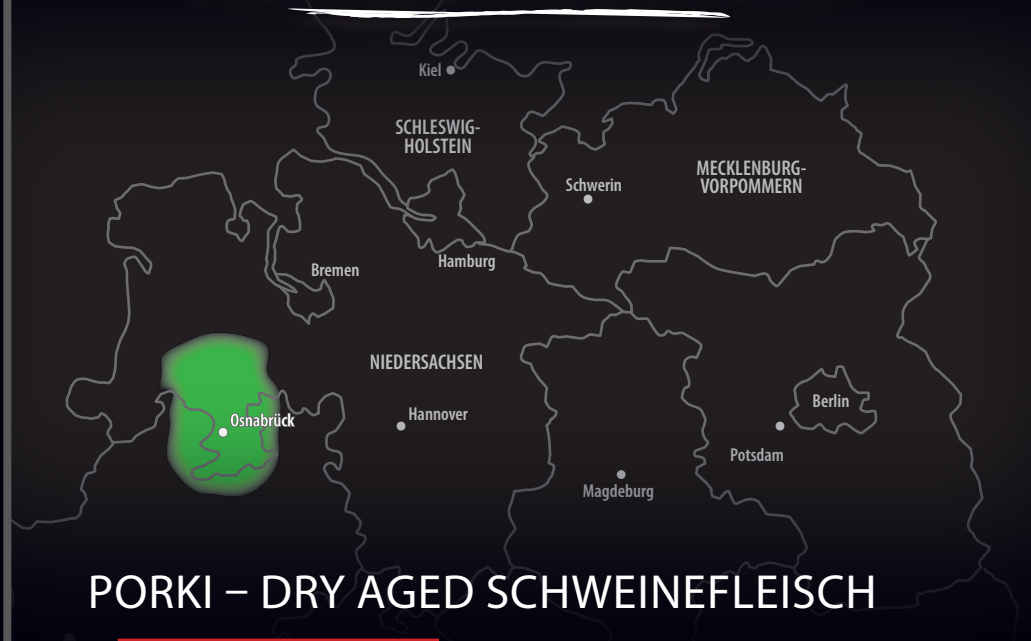 Kiel
SCHLESWIG-
HOLSTEIN
MECKLENBURG-
VORPOMMERN
Schwerin
Hamburg
Bremen
NIEDERSACHSEN
Berlin
Hannover
Osnabrück
Potsdam
Magdeburg
PORKI – DRY AGED SCHWEINEFLEISCH